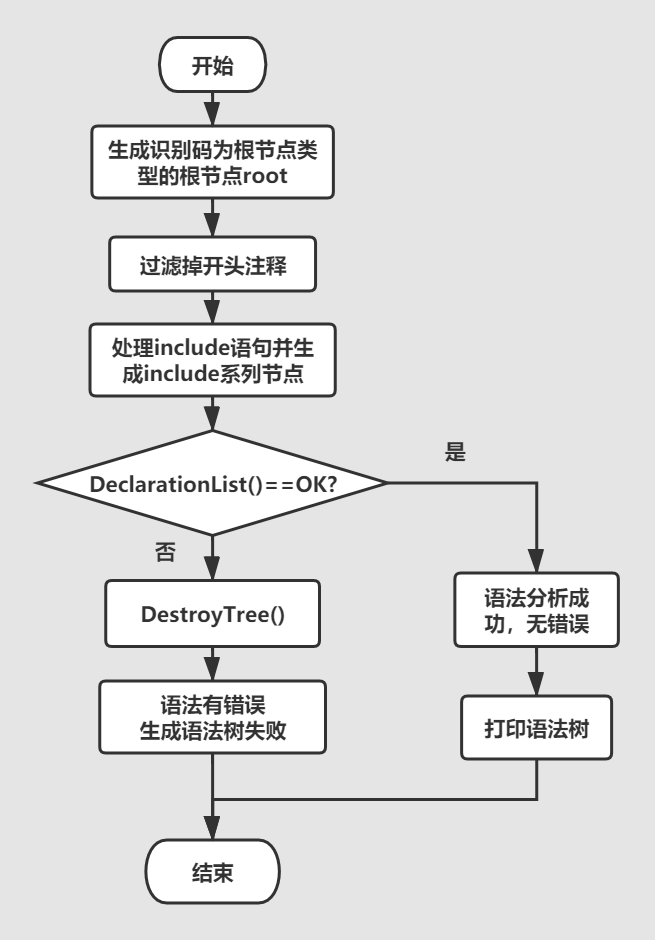 开始
生成识别码为根节点类
型的根节点root
过滤掉开头注释
处理include语句并生
成include系列节点
DeclarationList()==OK?
是
否
DestroyTree()
语法分析成
功，无错误
语法有错误
生成语法树失败
打印语法树
结束